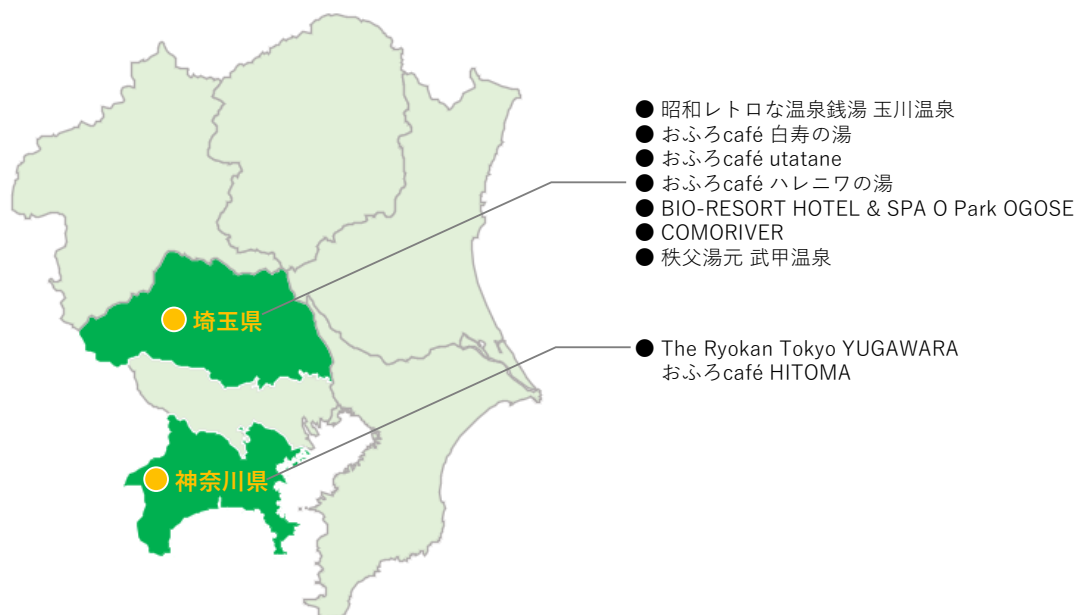 ● 昭和レトロな温泉銭湯 玉川温泉
● おふろcafé 白寿の湯
● おふろcafé utatane
● おふろcafé ハレニワの湯
● BIO-RESORT HOTEL & SPA O Park OGOSE
● COMORIVER
● 秩父湯元 武甲温泉
埼玉県
● The Ryokan Tokyo YUGAWARA
おふろcafé HITOMA
神奈川県